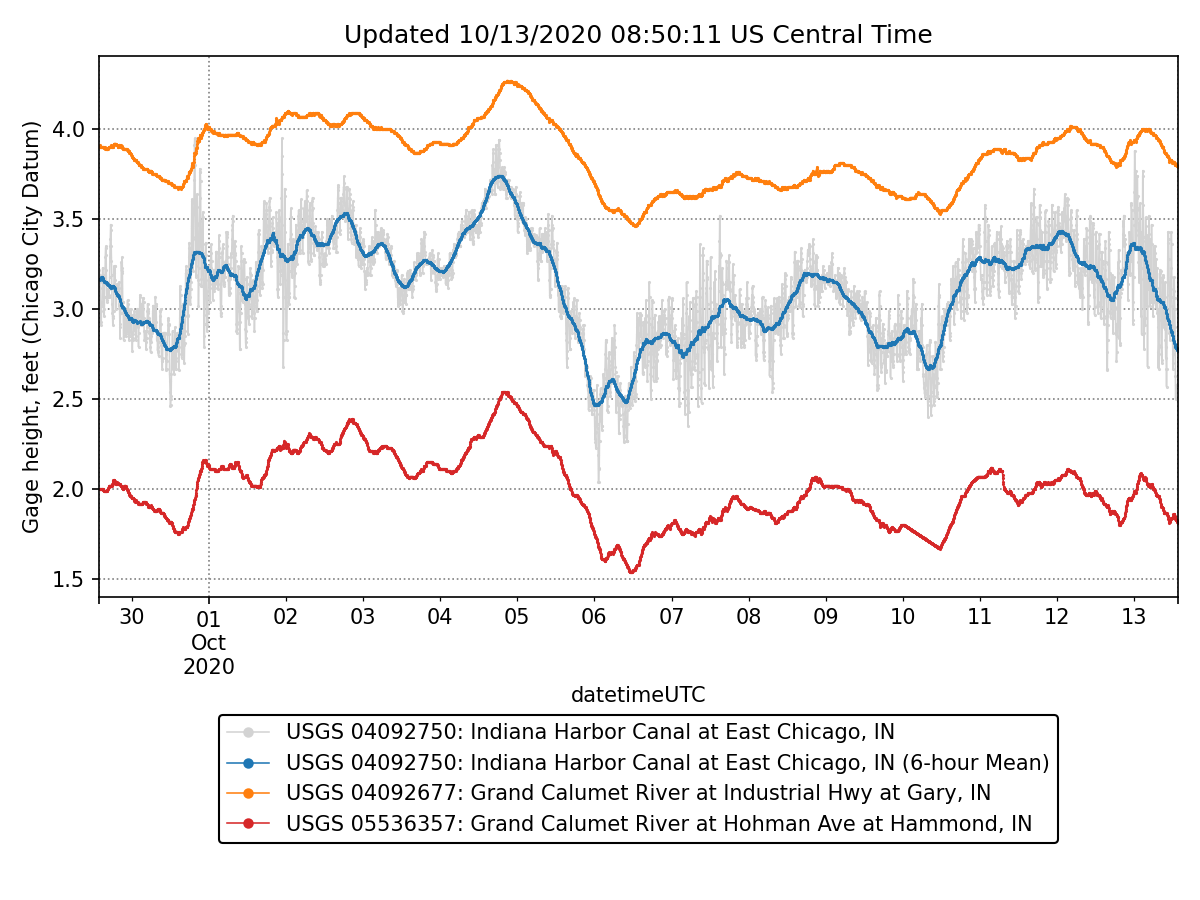 Updated 10/13/2020 08:50:11 US Central Time
Gage height, feet (Chicago City Datum)
4.0
3.5
3.0
2.5
2.0
1.5
30 01 02 03 04 05 06 07 08 09 10 11 12 13
Oct
2020
datetimeUTC
USGS 04092750: Indiana Harbor Canal at East Chicago, IN
USGS 04092750: Indiana Harbor Canal at East Chicago, IN (6-hour Mean)
USGS 04092677: Grand Calumet River at Industrial Hwy at Gary, IN
USGS 05536357: Grand Calumet River at Hohman Ave at Hammond, IN